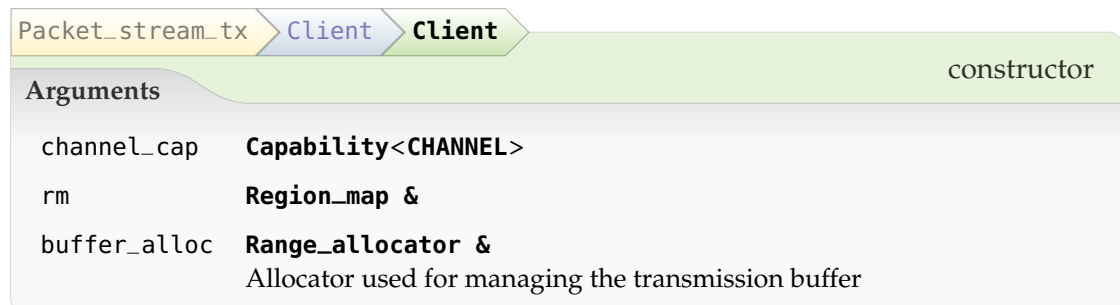 Packet_stream_tx Client Client
constructor
Arguments
channel_cap Capability<CHANNEL>
rm Region_map &
buffer_alloc Range_allocator &
Allocator used for managing the transmission buffer